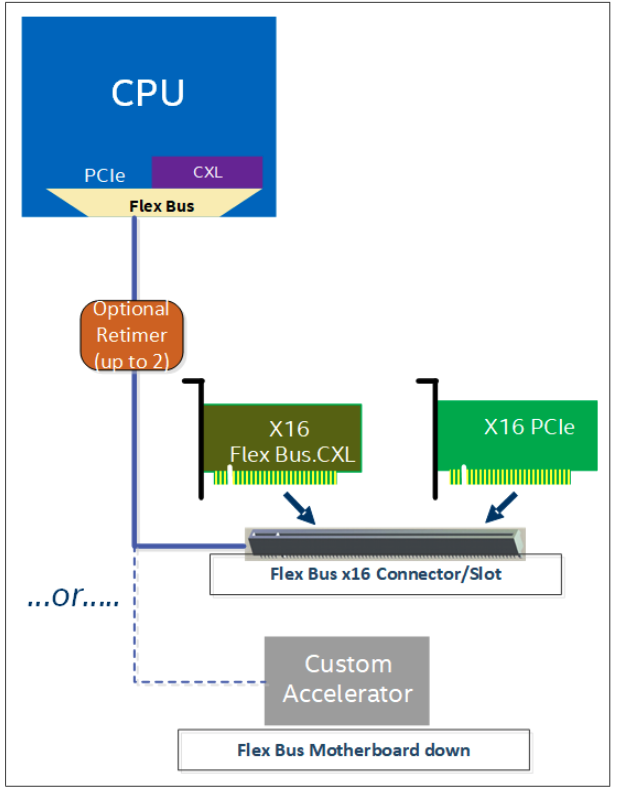 CPU
PCIe
CXL
Flex Bus
Optional
Retimer
(up to 2)
X16
Flex Bus.CXL
X16 PCIe
Flex Bus x16 Connector/Slot
...or.....
Custom
Accelerator
Flex Bus Motherboard down